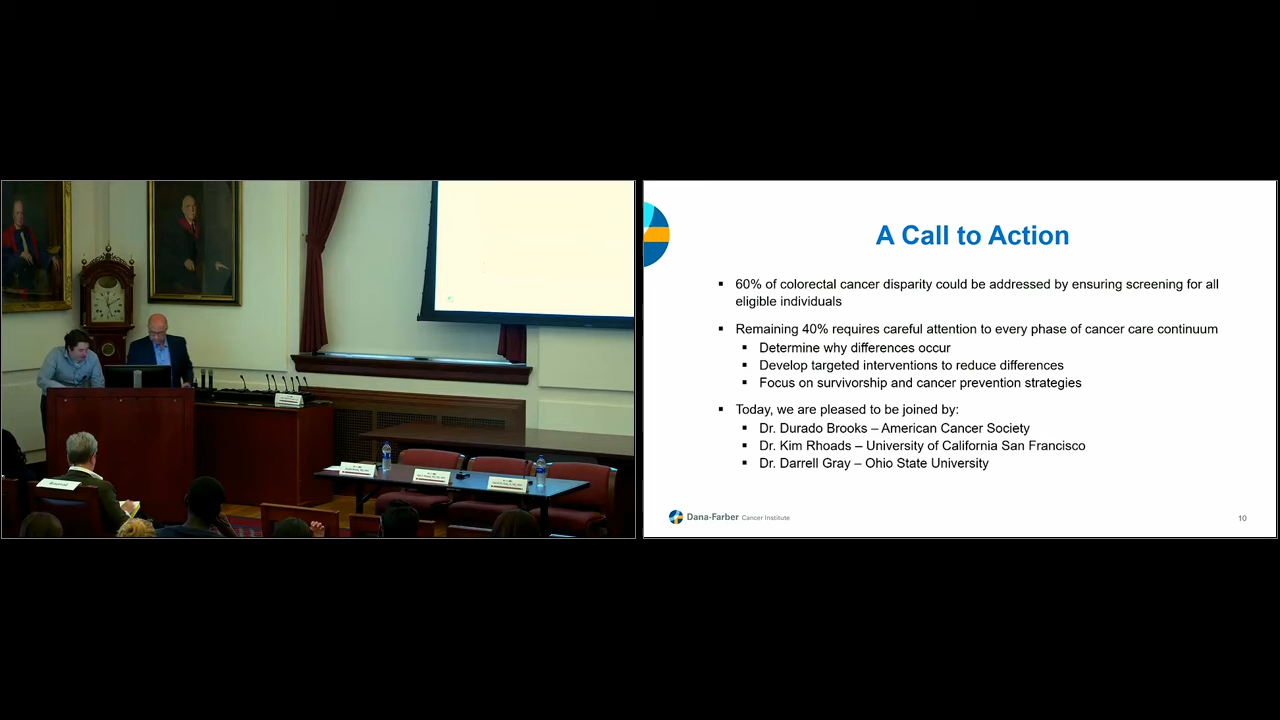 A Call to Action
▪ 60% of colorectal cancer disparity could be addressed by ensuring screening for all
eligible individuals
▪ Remaining 40% requires careful attention to every phase of cancer care continuum
▪ Determine why differences occur
▪ Develop targeted interventions to reduce differences
▪ Focus on survivorship and cancer prevention strategies
▪ Today, we are pleased to be joined by:
▪ Dr. Durado Brooks – American Cancer Society
▪ Dr. Kim Rhoads – University of California San Francisco
▪ Dr. Darrell Gray – Ohio State University
Dana-Farber Cancer Institute
10
Reserved